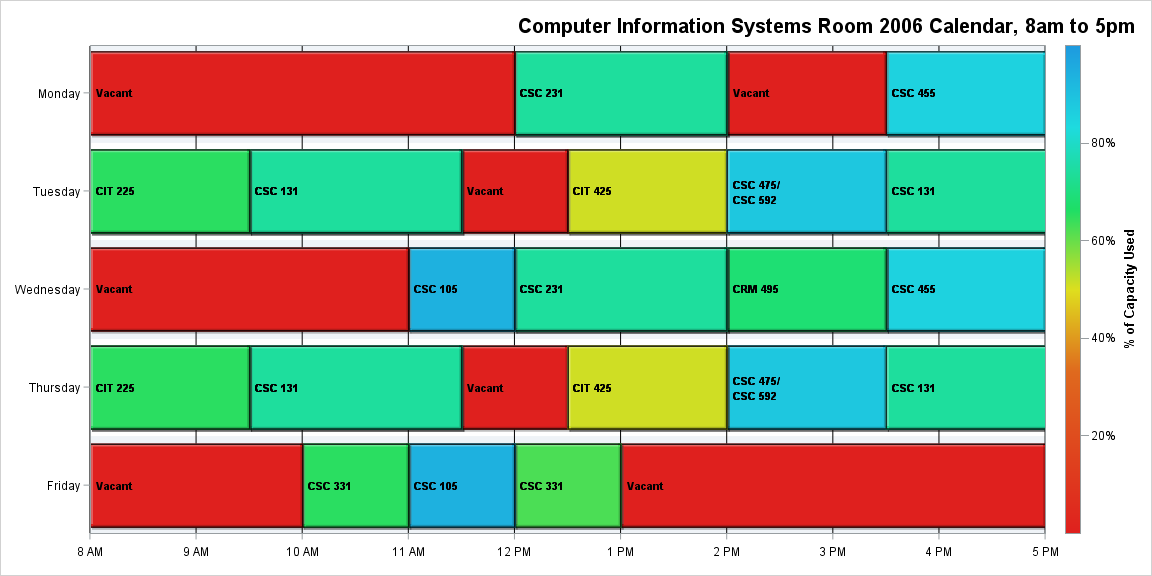 Computer Information Systems Room 2006 Calendar, 8am to 5pm
Monday
Vacant
CSC 231
Vacant
CSC 455
Tuesday
CIT 225
CSC 131
Vacant
CIT 425
CSC 475/
CSC 592
CSC 131
Wednesday
Vacant
CSC 105
CSC 231
CRM 495
CSC 455
Thursday
CIT 225
CSC 131
Vacant
CIT 425
CSC 475/
CSC 592
CSC 131
Friday
Vacant
CSC 331
CSC 105
CSC 331
Vacant
8 AM
9 AM
10 AM
11 AM
12 PM
1 PM
2 PM
3 PM
4 PM
5 PM
80%
60%
40%
20%
% of Capacity Used